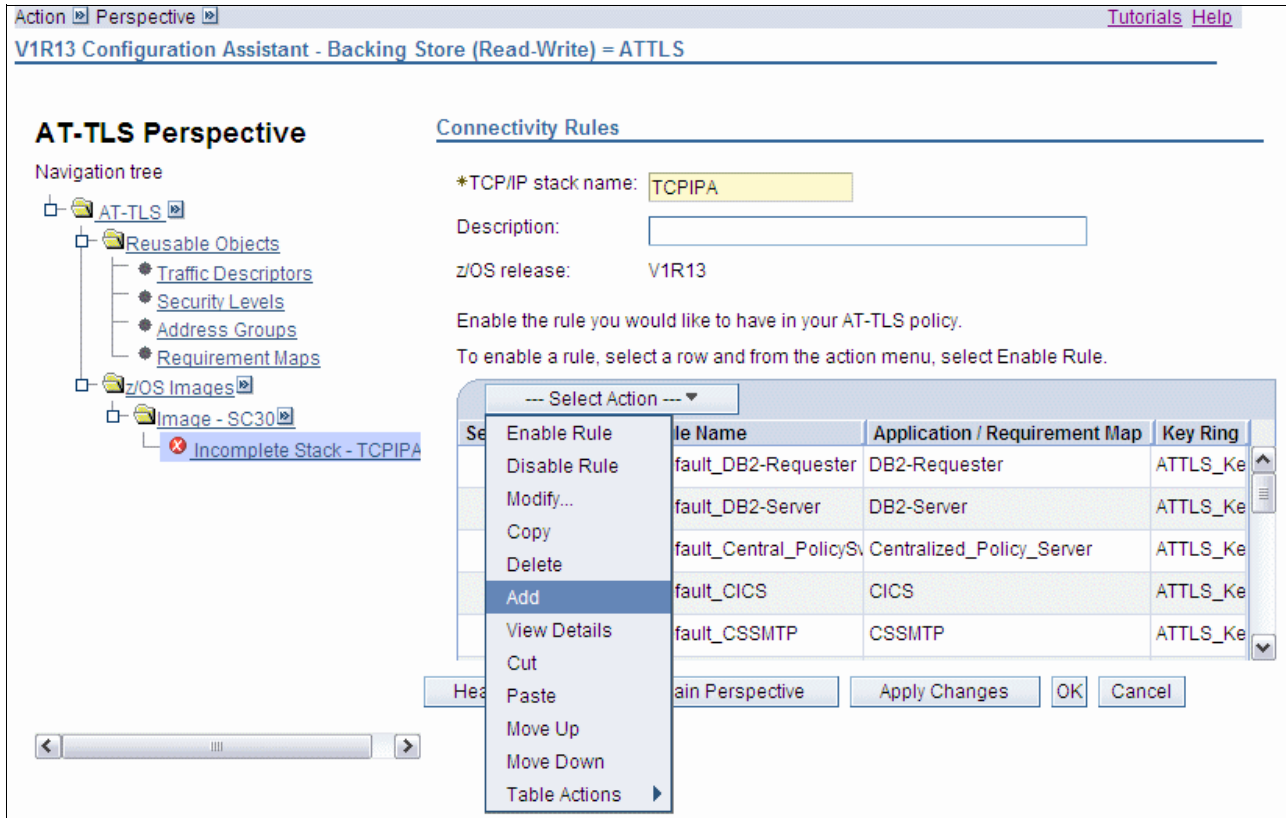 Action Perspective Tutorials Help
V1R13 Configuration Assistant - Backing Store (Read-Write) = ATTLS
AT-TLS Perspective
Navigation tree
AT-TLS
Reusable Objects
Traffic Descriptors
Security Levels
Address Groups
Requirement Maps
z/OS Images
Image - SC30
Incomplete Stack - TCPIPA
Connectivity Rules
*TCP/IP stack name: TCPIPA
Description:
z/OS release: V1R13
Enable the rule you would like to have in your AT-TLS policy.
To enable a rule, select a row and from the action menu, select Enable Rule.
--- Select Action ---
Se le Name Application / Requirement Map Key Ring
fault_DB2-Requester DB2-Requester ATTLS_Ke
fault_DB2-Server DB2-Server ATTLS_Ke
fault_Central_PolicySv Centralized_Policy_Server ATTLS_Ke
fault_CICS CICS ATTLS_Ke
fault_CSSMTP CSSMTP ATTLS_Ke
Enable Rule
Disable Rule
Modify...
Copy
Delete
Add
View Details
Cut
Paste
Move Up
Move Down
Table Actions
Hea ain Perspective Apply Changes OK Cancel